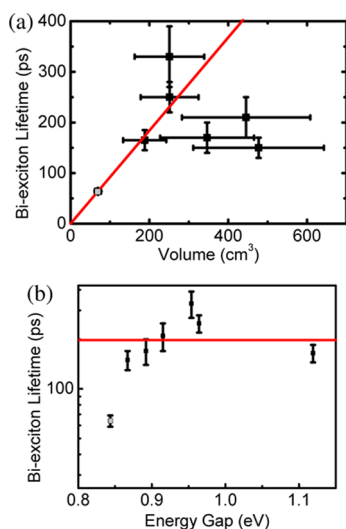 (a)
Bi-exciton Lifetime (ps)
400
300
200
100
0
0 200 400 600
Volume (cm³)
(b)
Bi-exciton Lifetime (ps)
100
0.8 0.9 1.0 1.1
Energy Gap (eV)